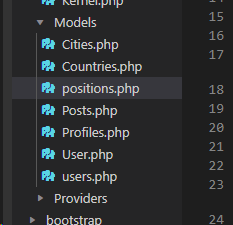 Kernel.php
Models
Cities.php
Countries.php
positions.php
Posts.php
Profiles.php
User.php
users.php
Providers
bootstrap
14
15
16
17
18
19
20
21
22
23
24